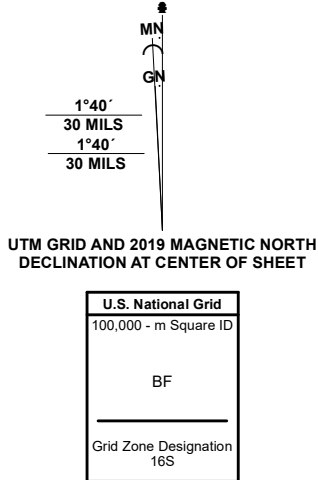 MN
GN
1°40´
30 MILS
1°40´
30 MILS
UTM GRID AND 2019 MAGNETIC NORTH
DECLINATION AT CENTER OF SHEET
U.S. National Grid
100,000 - m Square ID
BF
Grid Zone Designation
16S